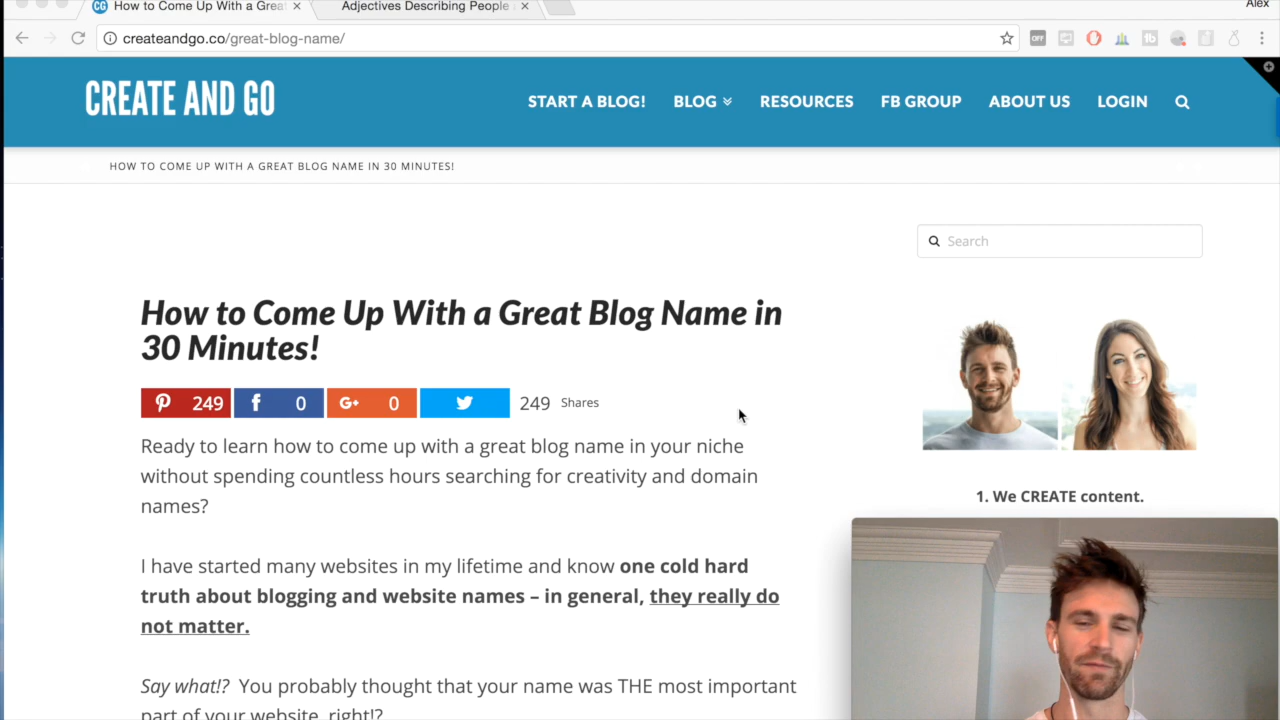 How to Come Up With a Great
Adjectives Describing People
Alex
createandgo.co/great-blog-name/
OFF
CREATE AND GO
START A BLOG!
BLOG
RESOURCES
FB GROUP
ABOUT US
LOGIN
HOW TO COME UP WITH A GREAT BLOG NAME IN 30 MINUTES!
Search
How to Come Up With a Great Blog Name in
30 Minutes!
249
0
G+ 0
249 Shares
Ready to learn how to come up with a great blog name in your niche
without spending countless hours searching for creativity and domain
names?
1. We CREATE content.
I have started many websites in my lifetime and know one cold hard
truth about blogging and website names – in general, they really do
not matter.
Say what!? You probably thought that your name was THE most important
part of your website, right!?